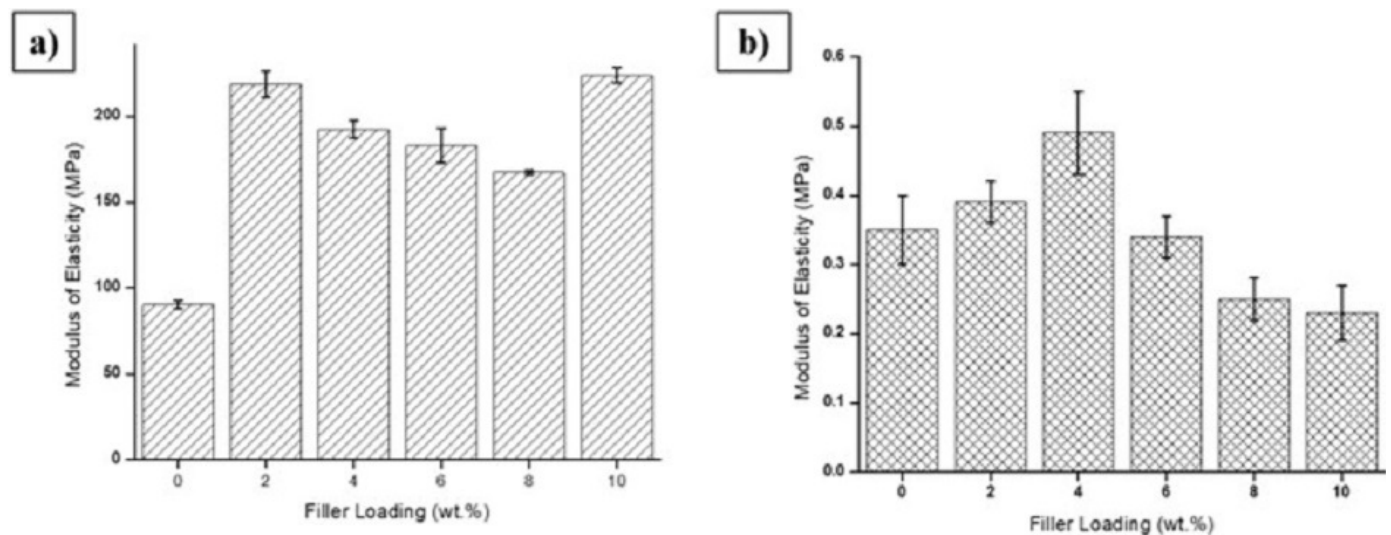 a)
Modulus of Elasticity (MPa)
200
150
100
50
0
0 2 4 6 8 10
Filler Loading (wt.%)
b)
Modulus of Elasticity (MPa)
0.6
0.5
0.4
0.3
0.2
0.1
0.0
0 2 4 6 8 10
Filler Loading (wt.%)